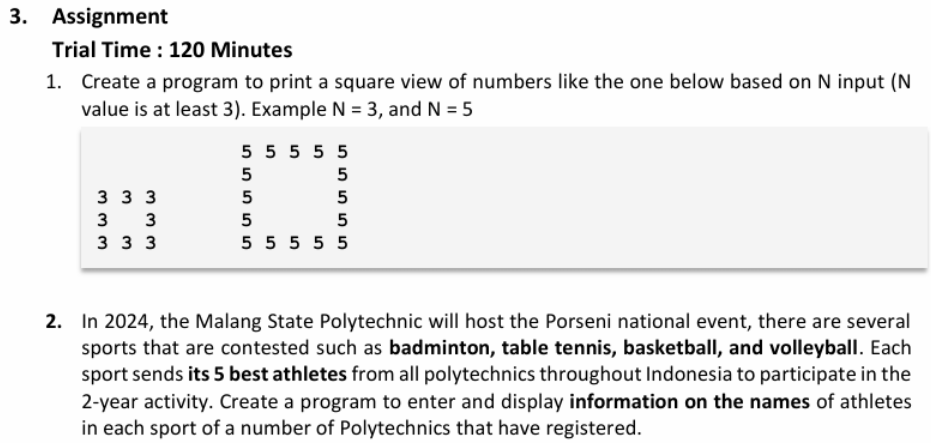 3. Assignment
Trial Time : 120 Minutes
1. Create a program to print a square view of numbers like the one below based on N input (N
value is at least 3). Example N = 3, and N = 5
5 5 5 5 5
5       5
3 3 3    5       5
3   3    5       5
3 3 3    5 5 5 5 5
2. In 2024, the Malang State Polytechnic will host the Porseni national event, there are several
sports that are contested such as badminton, table tennis, basketball, and volleyball. Each
sport sends its 5 best athletes from all polytechnics throughout Indonesia to participate in the
2-year activity. Create a program to enter and display information on the names of athletes
in each sport of a number of Polytechnics that have registered.